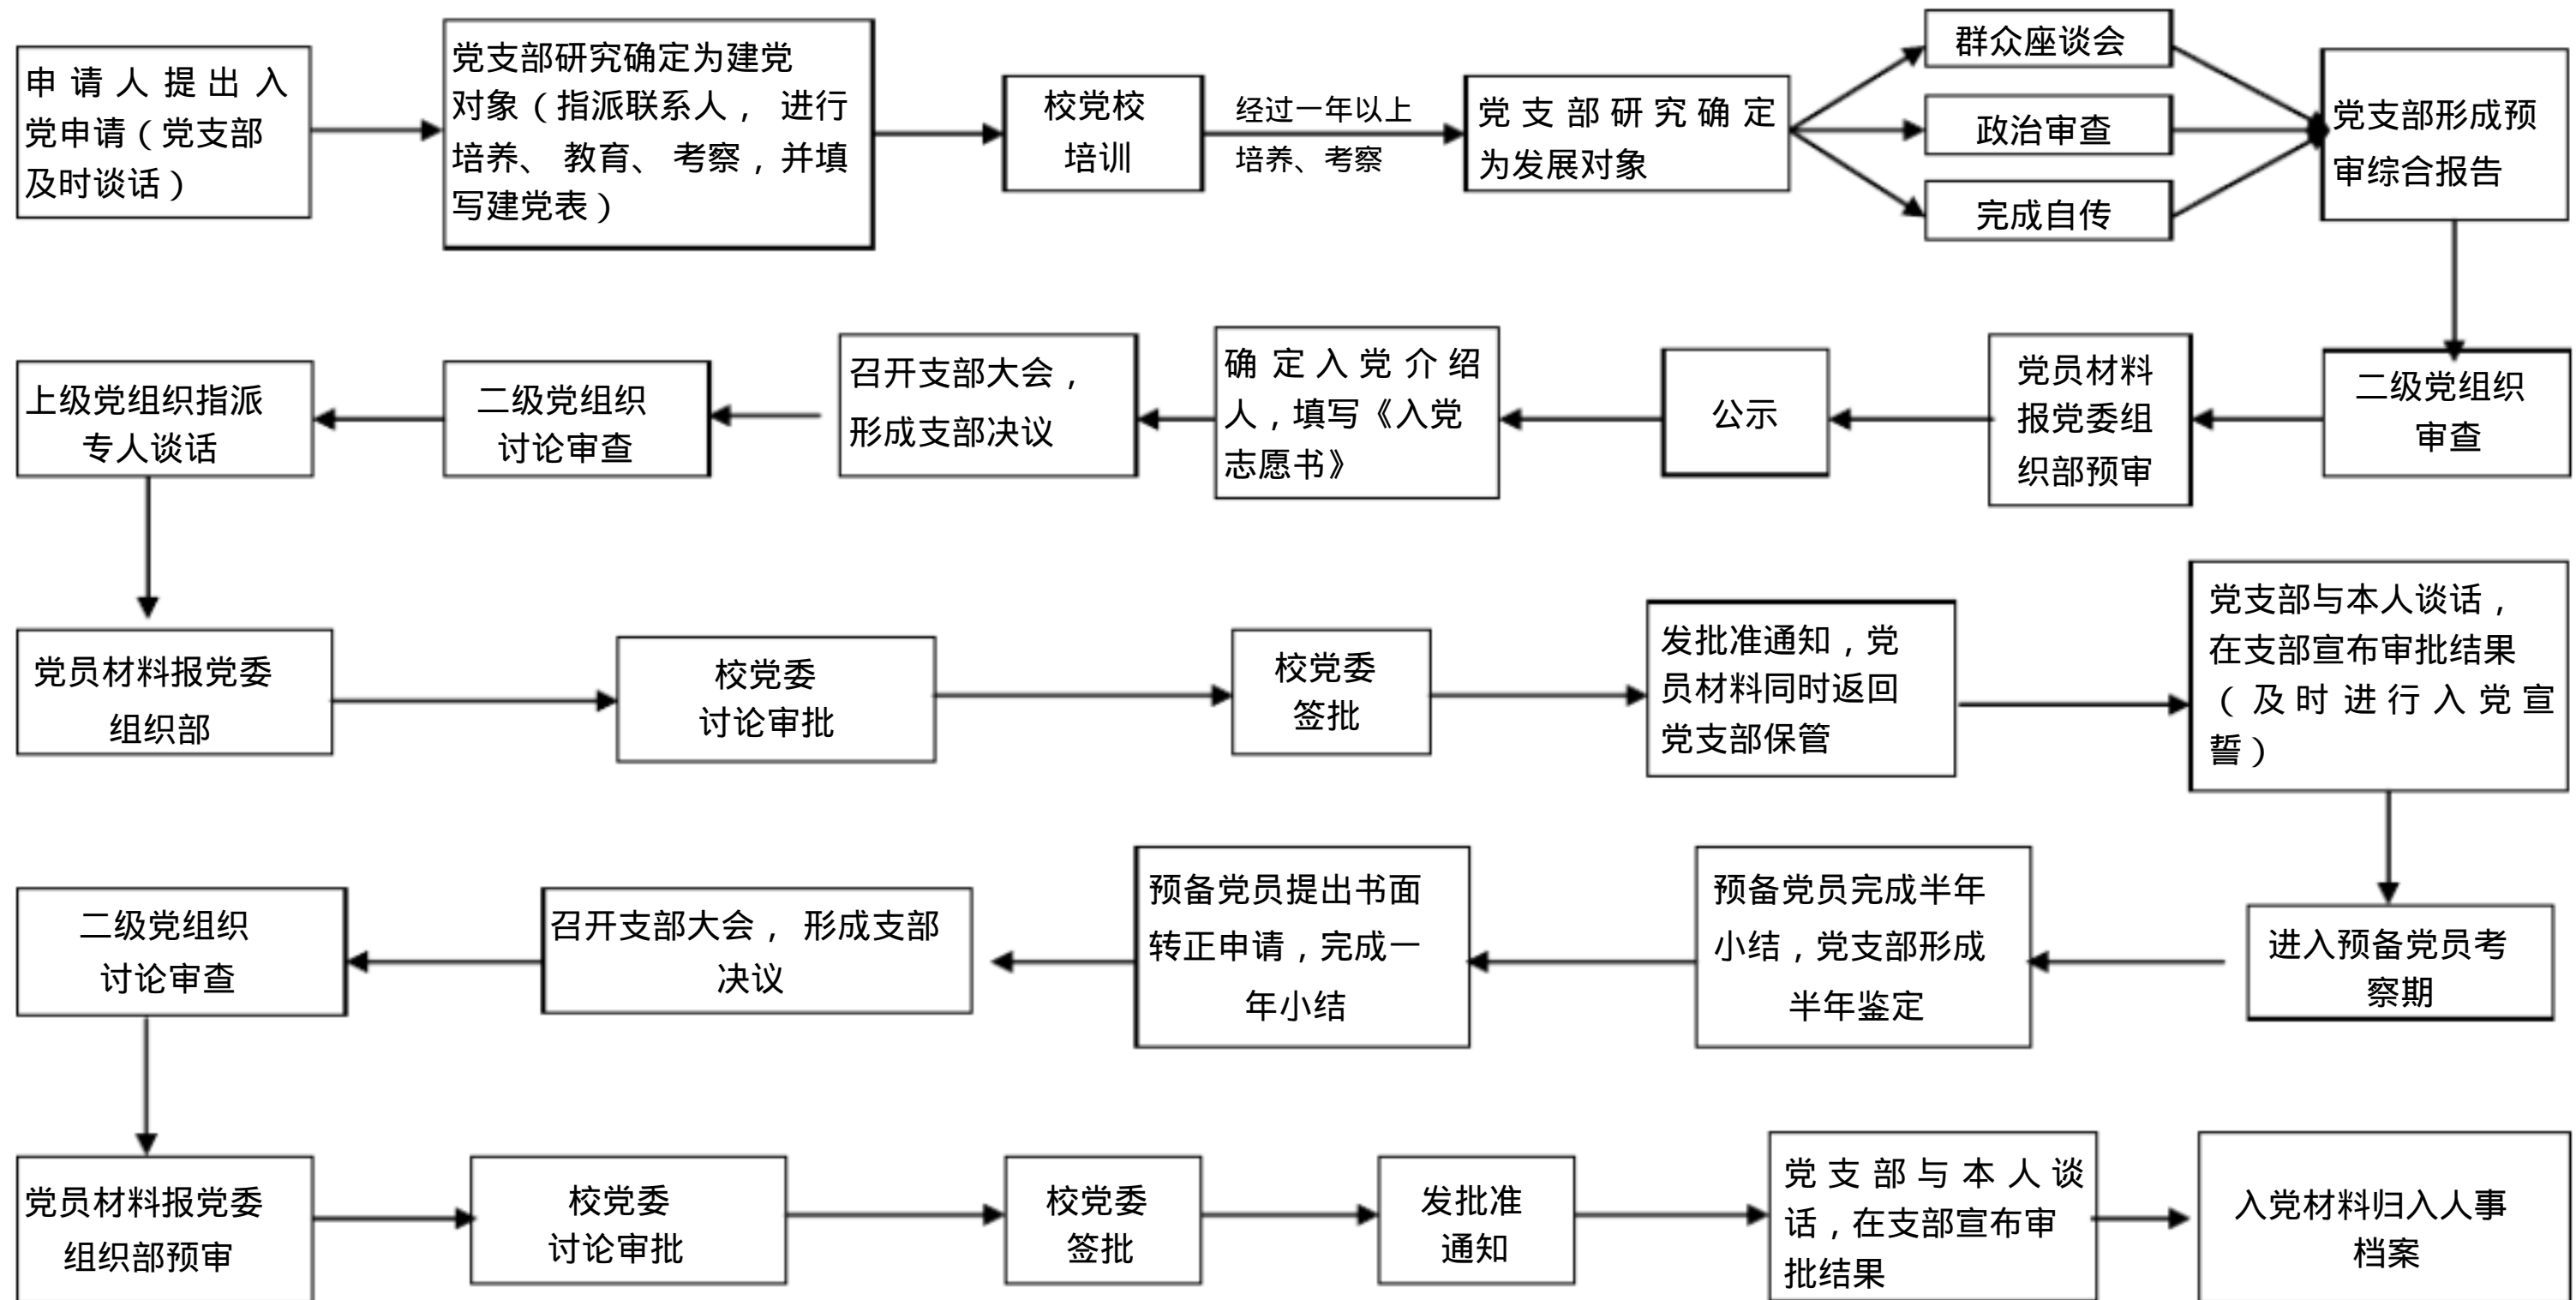 申请人提出入
党申请（党支部
及时谈话）
党支部研究确定为建党
对象（指派联系人， 进行
培养、 教育、 考察，并填
写建党表）
校党校
培训
经过一年以上
培养、考察
党支部研究确定
为发展对象
群众座谈会
政治审查
完成自传
党支部形成预
审综合报告
二级党组织
审查
党员材料
报党委组
织部预审
公示
确定入党介绍
人，填写《入党
志愿书》
召开支部大会，
形成支部决议
二级党组织
讨论审查
上级党组织指派
专人谈话
党员材料报党委
组织部
校党委
讨论审批
校党委
签批
发批准通知，党
员材料同时返回
党支部保管
党支部与本人谈话，
在支部宣布审批结果
（及时进行入党宣
誓）
进入预备党员考
察期
预备党员完成半年
小结，党支部形成
半年鉴定
预备党员提出书面
转正申请，完成一
年小结
召开支部大会， 形成支部
决议
二级党组织
讨论审查
党员材料报党委
组织部预审
校党委
讨论审批
校党委
签批
发批准
通知
党支部与本人谈
话，在支部宣布审
批结果
入党材料归入人事
档案